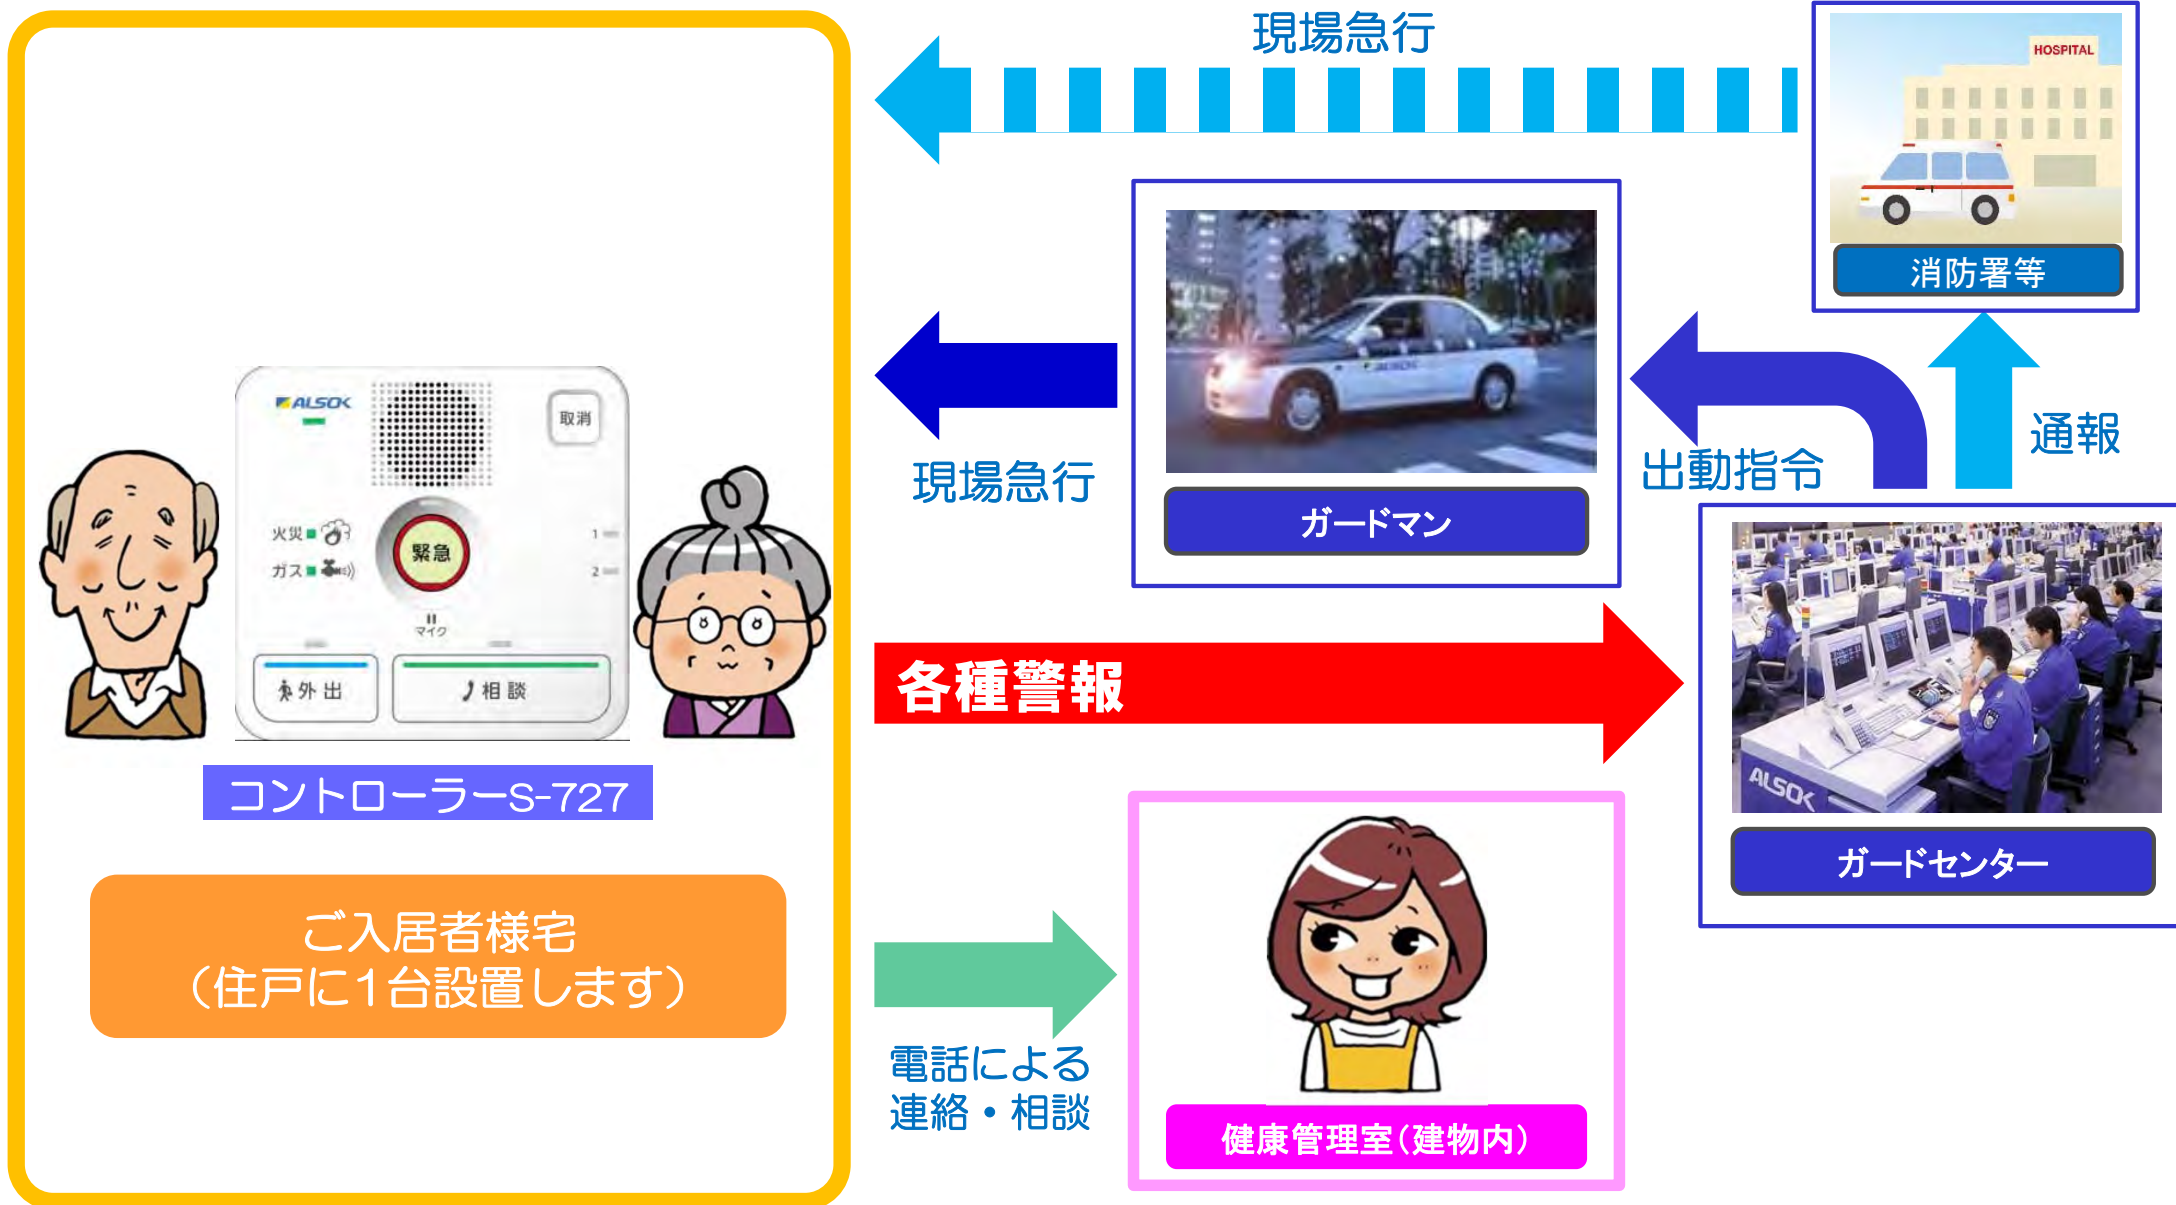 現場急行
HOSPITAL
消防署等
ALSOK
取消
火災
ガス
緊急
1
2
マイク
外出
相談
コントローラーS-727
ご入居者様宅
（住戸に1台設置します）
現場急行
ALSOK
ガードマン
出動指令
通報
各種警報
ALSOK
ガードセンター
電話による
連絡・相談
健康管理室（建物内）